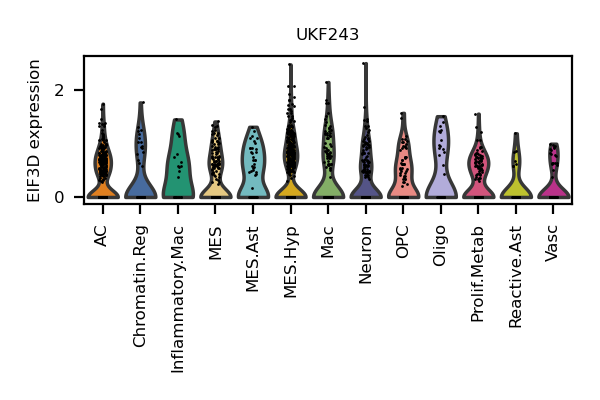 UKF243
EIF3D expression
2
0
AC
Chromatin.Reg
Inflammatory.Mac
MES
MES.Ast
MES.Hyp
Mac
Neuron
OPC
Oligo
Prolif.Metab
Reactive.Ast
Vasc